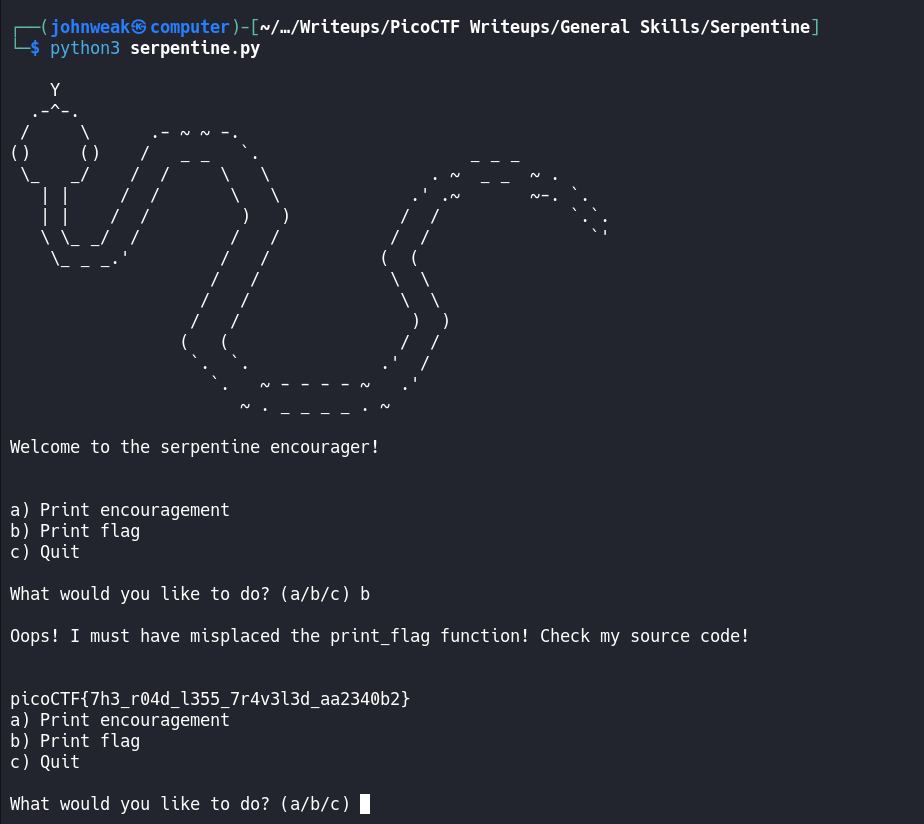 ┌──(johnweak㉿computer)-[~/…/Writeups/PicoCTF Writeups/General Skills/Serpentine]
└─$ python3 serpentine.py
Y
Welcome to the serpentine encourager!
a) Print encouragement
b) Print flag
c) Quit
What would you like to do? (a/b/c) b
Oops! I must have misplaced the print_flag function! Check my source code!
picoCTF{7h3_r04d_l355_7r4v3l3d_aa2340b2}
a) Print encouragement
b) Print flag
c) Quit
What would you like to do? (a/b/c)